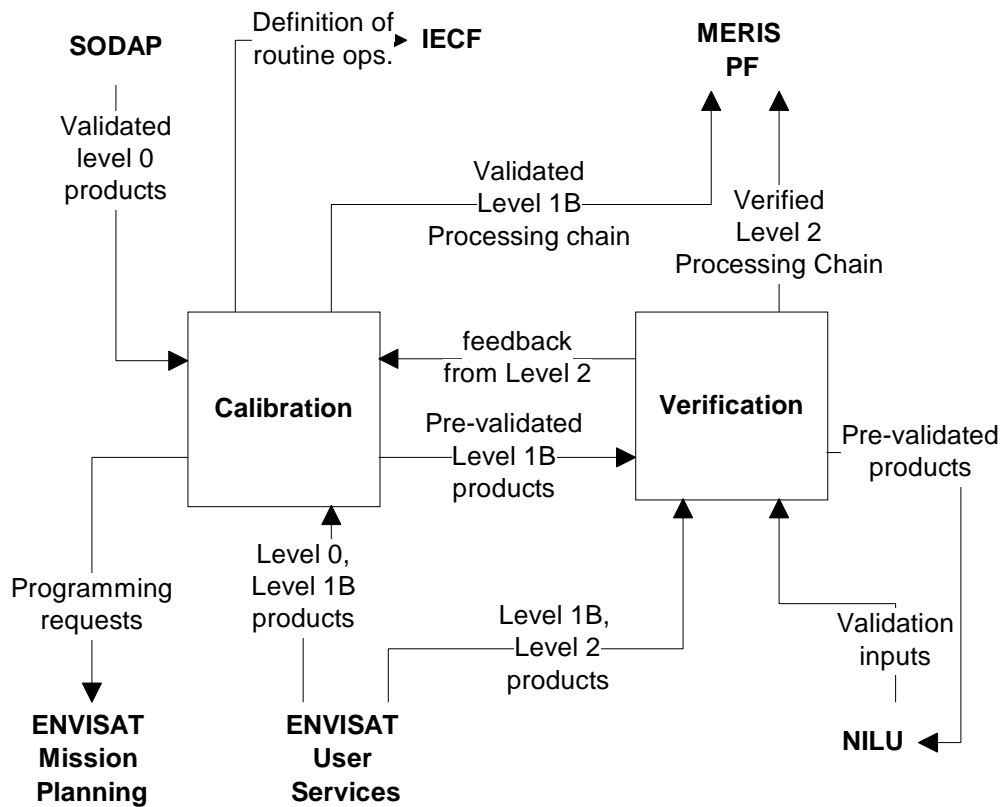 SODAP
Definition of
routine ops.
IECF
MERIS
PF
Validated
level 0
products
Validated
Level 1B
Processing chain
Verified
Level 2
Processing Chain
feedback
from Level 2
Calibration
Verification
Pre-validated
Level 1B
products
Pre-validated
products
Programming
requests
Level 0,
Level 1B
products
Level 1B,
Level 2
products
Validation
inputs
ENVISAT
Mission
Planning
ENVISAT
User
Services
NILU